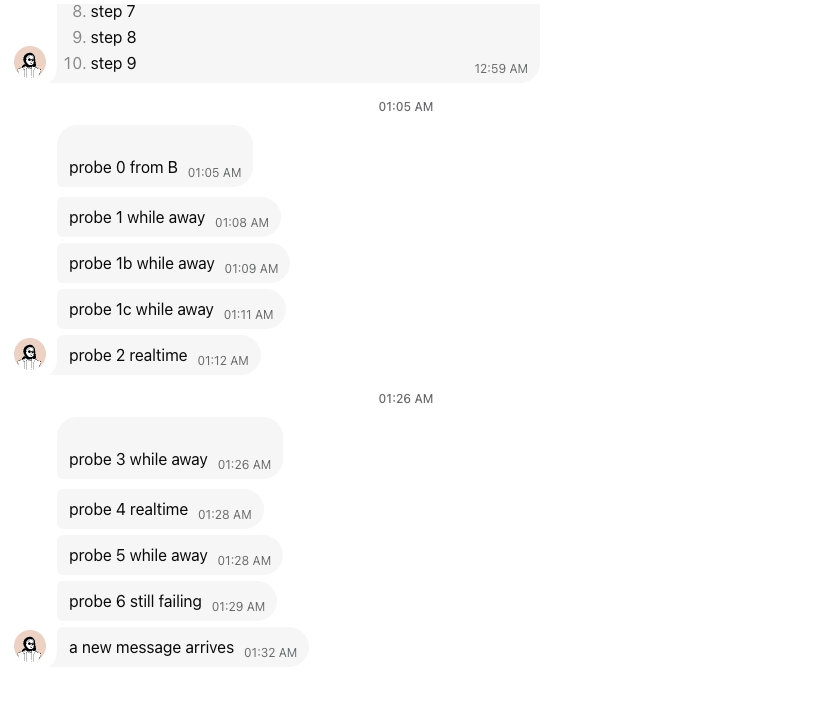 8. step 7
9. step 8
10. step 9
12:59 AM
01:05 AM
probe 0 from B 01:05 AM
probe 1 while away 01:08 AM
probe 1b while away 01:09 AM
probe 1c while away 01:11 AM
probe 2 realtime 01:12 AM
01:26 AM
probe 3 while away 01:26 AM
probe 4 realtime 01:28 AM
probe 5 while away 01:28 AM
probe 6 still failing 01:29 AM
a new message arrives 01:32 AM